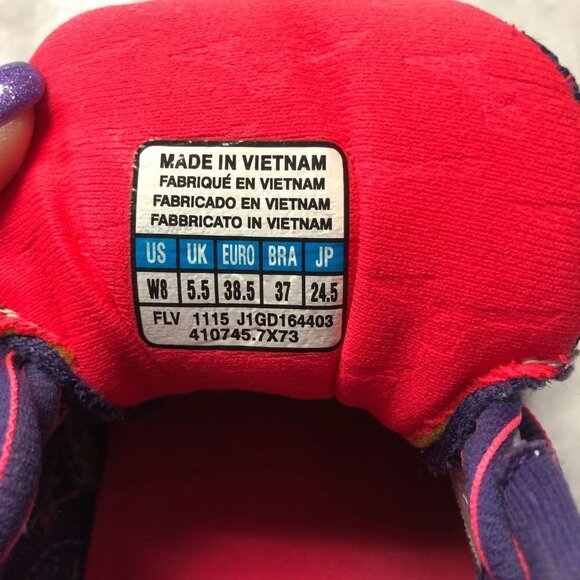 MADE IN VIETNAM
FABRIQUÉ EN VIETNAM
FABRICADO EN VIETNAM
FABBRICATO IN VIETNAM
US UK EURO BRA JP
W8 5.5 38.5 37 24.5
FLV 1115 J1GD164403
410745.7X73